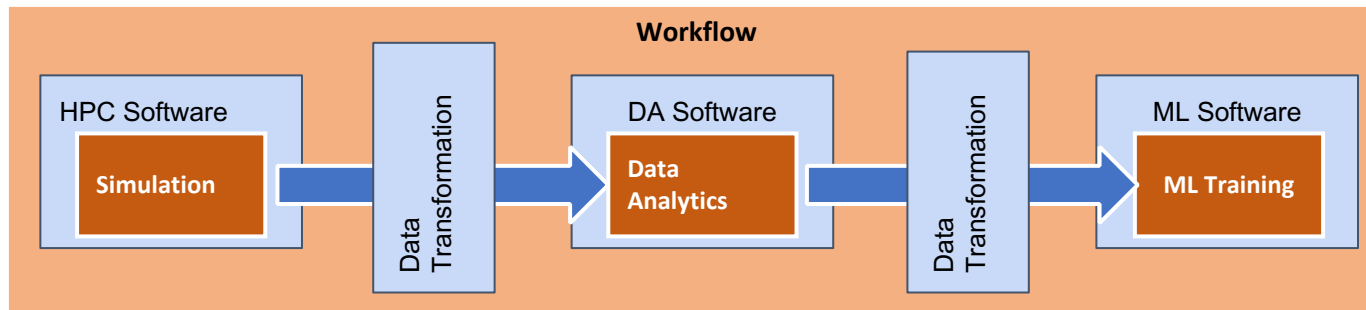 Workflow
HPC Software
Simulation
Data
Transformation
DA Software
Data
Analytics
Data
Transformation
ML Software
ML Training